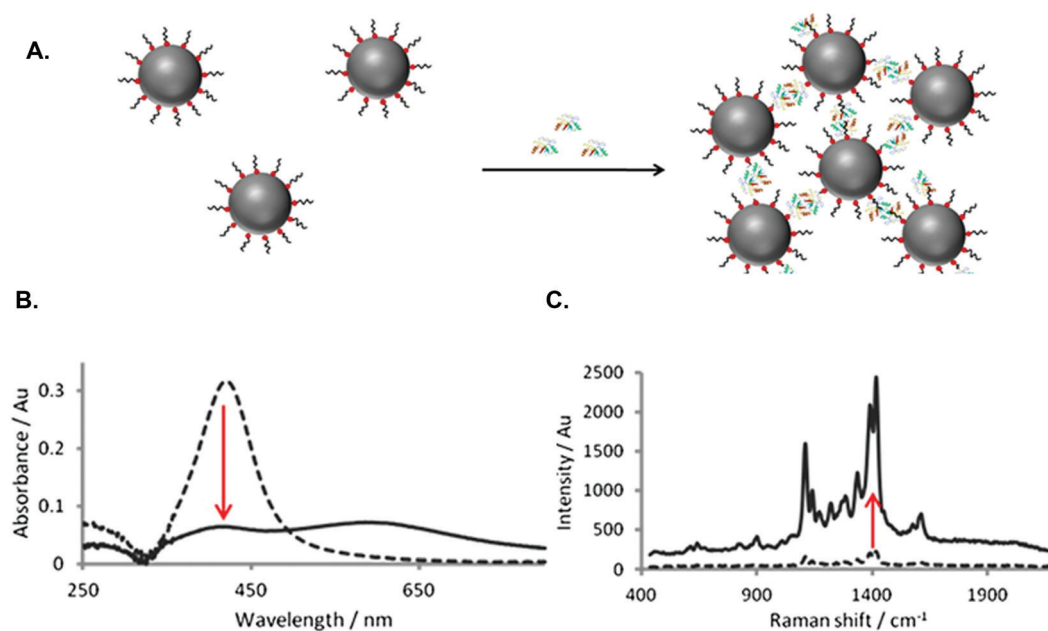 A.
B.
C.
Absorbance / Au
0.3
0.2
0.1
0
250
450
650
Wavelength / nm
Intensity / Au
2500
2000
1500
1000
500
0
400
900
1400
1900
Raman shift / cm⁻¹